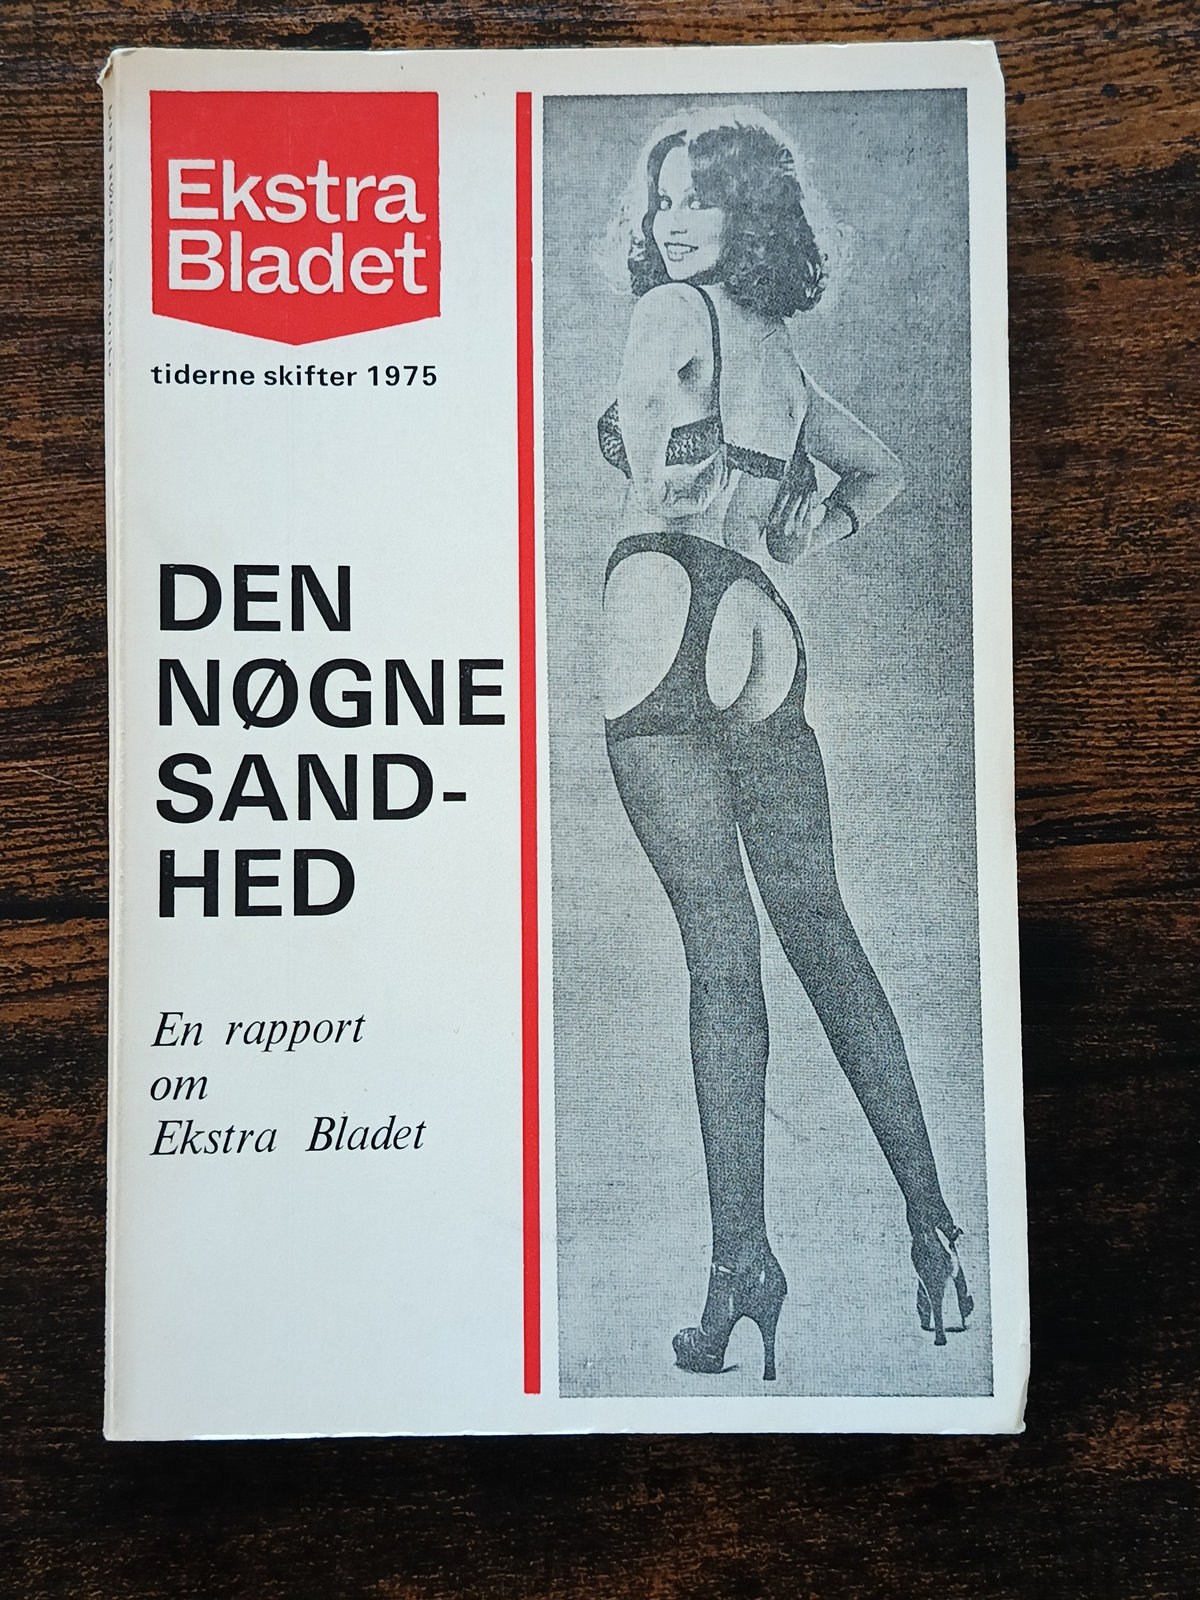 Ekstra
Bladet
tiderne skifter 1975
DEN
NØGNE
SAND-
HED
En rapport
om
Ekstra Bladet